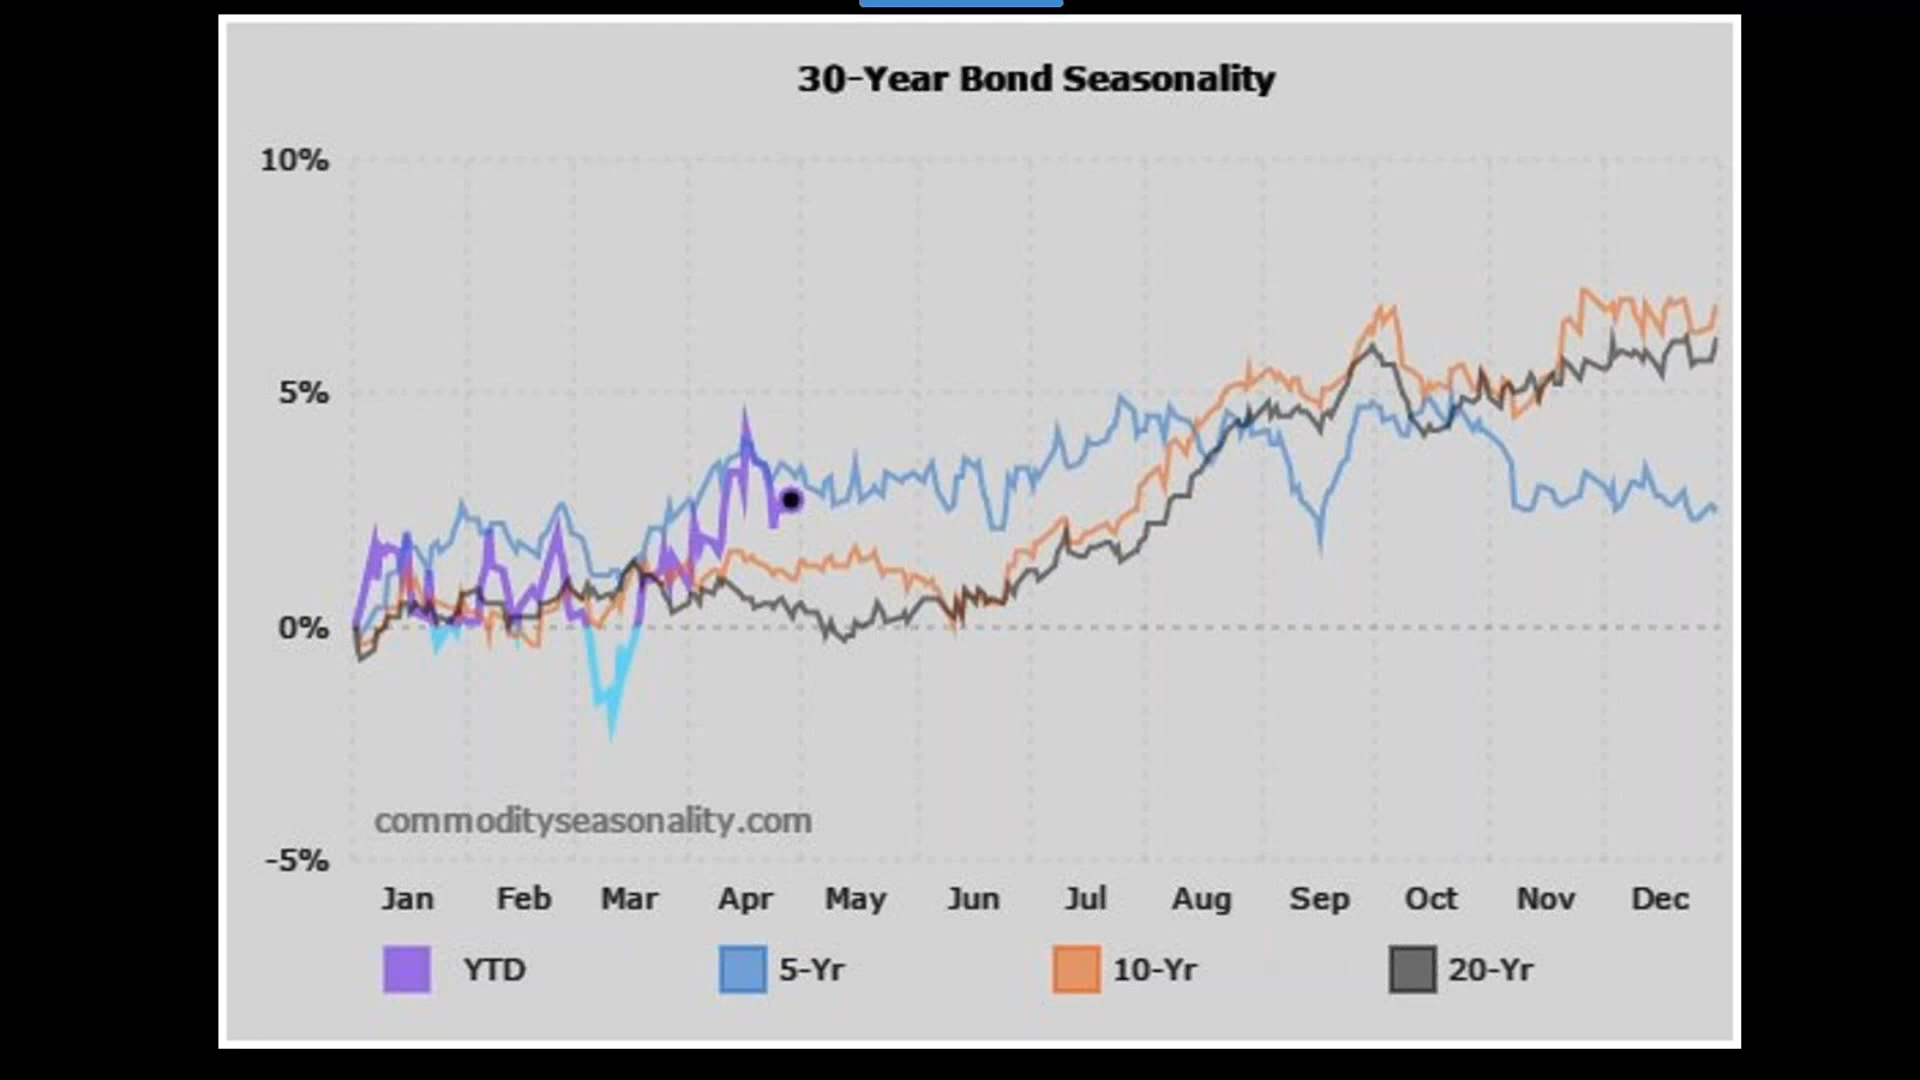 30-Year Bond Seasonality
10%
5%
0%
-5%
commodityseasonality.com
Jan Feb Mar Apr May Jun Jul Aug Sep Oct Nov Dec
YTD 5-Yr 10-Yr 20-Yr